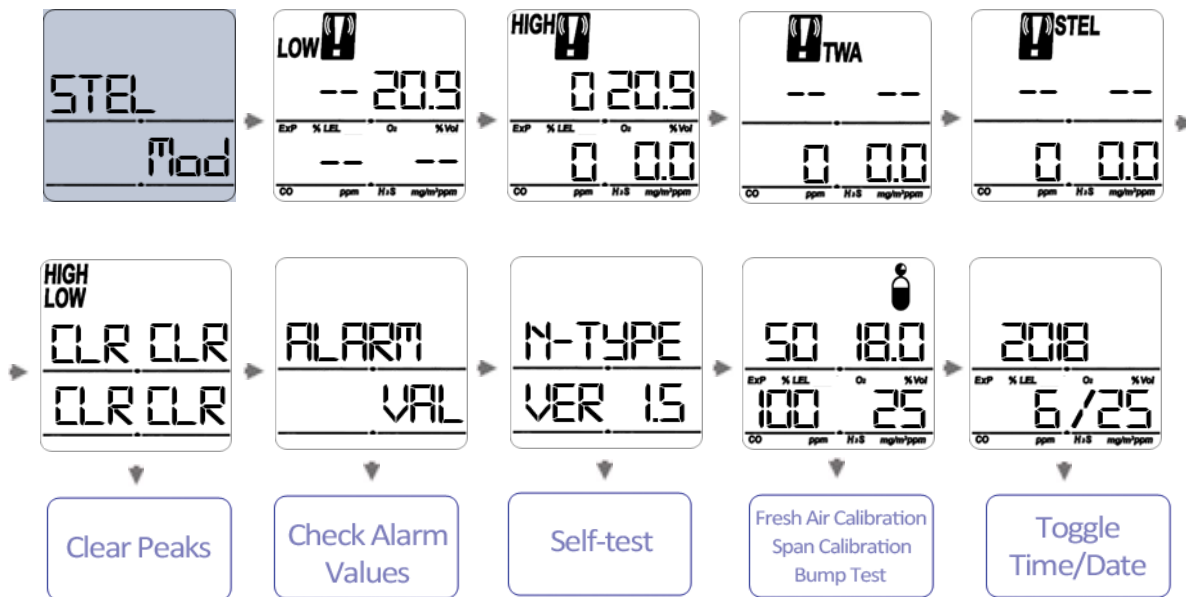 STEL
Mod
LOW
-- 20.9
ExP % LEL O₂ %Vol
-- --
CO ppm H₂S mg/m³ppm
HIGH
0 20.9
ExP % LEL O₂ %Vol
0 0.0
CO ppm H₂S mg/m³ppm
TWA
-- --
0 0.0
CO ppm H₂S mg/m³ppm
STEL
-- --
0 0.0
CO ppm H₂S mg/m³ppm
HIGH
LOW
CLR CLR
CLR CLR
ALARM
VAL
N-TYPE
VER 1.5
50 18.0
ExP % LEL O₂ %Vol
100 25
CO ppm H₂S mg/m³ppm
2018
ExP % LEL O₂ %Vol
6/25
CO ppm H₂S mg/m³ppm
Clear Peaks
Check Alarm
Values
Self-test
Fresh Air Calibration
Span Calibration
Bump Test
Toggle
Time/Date